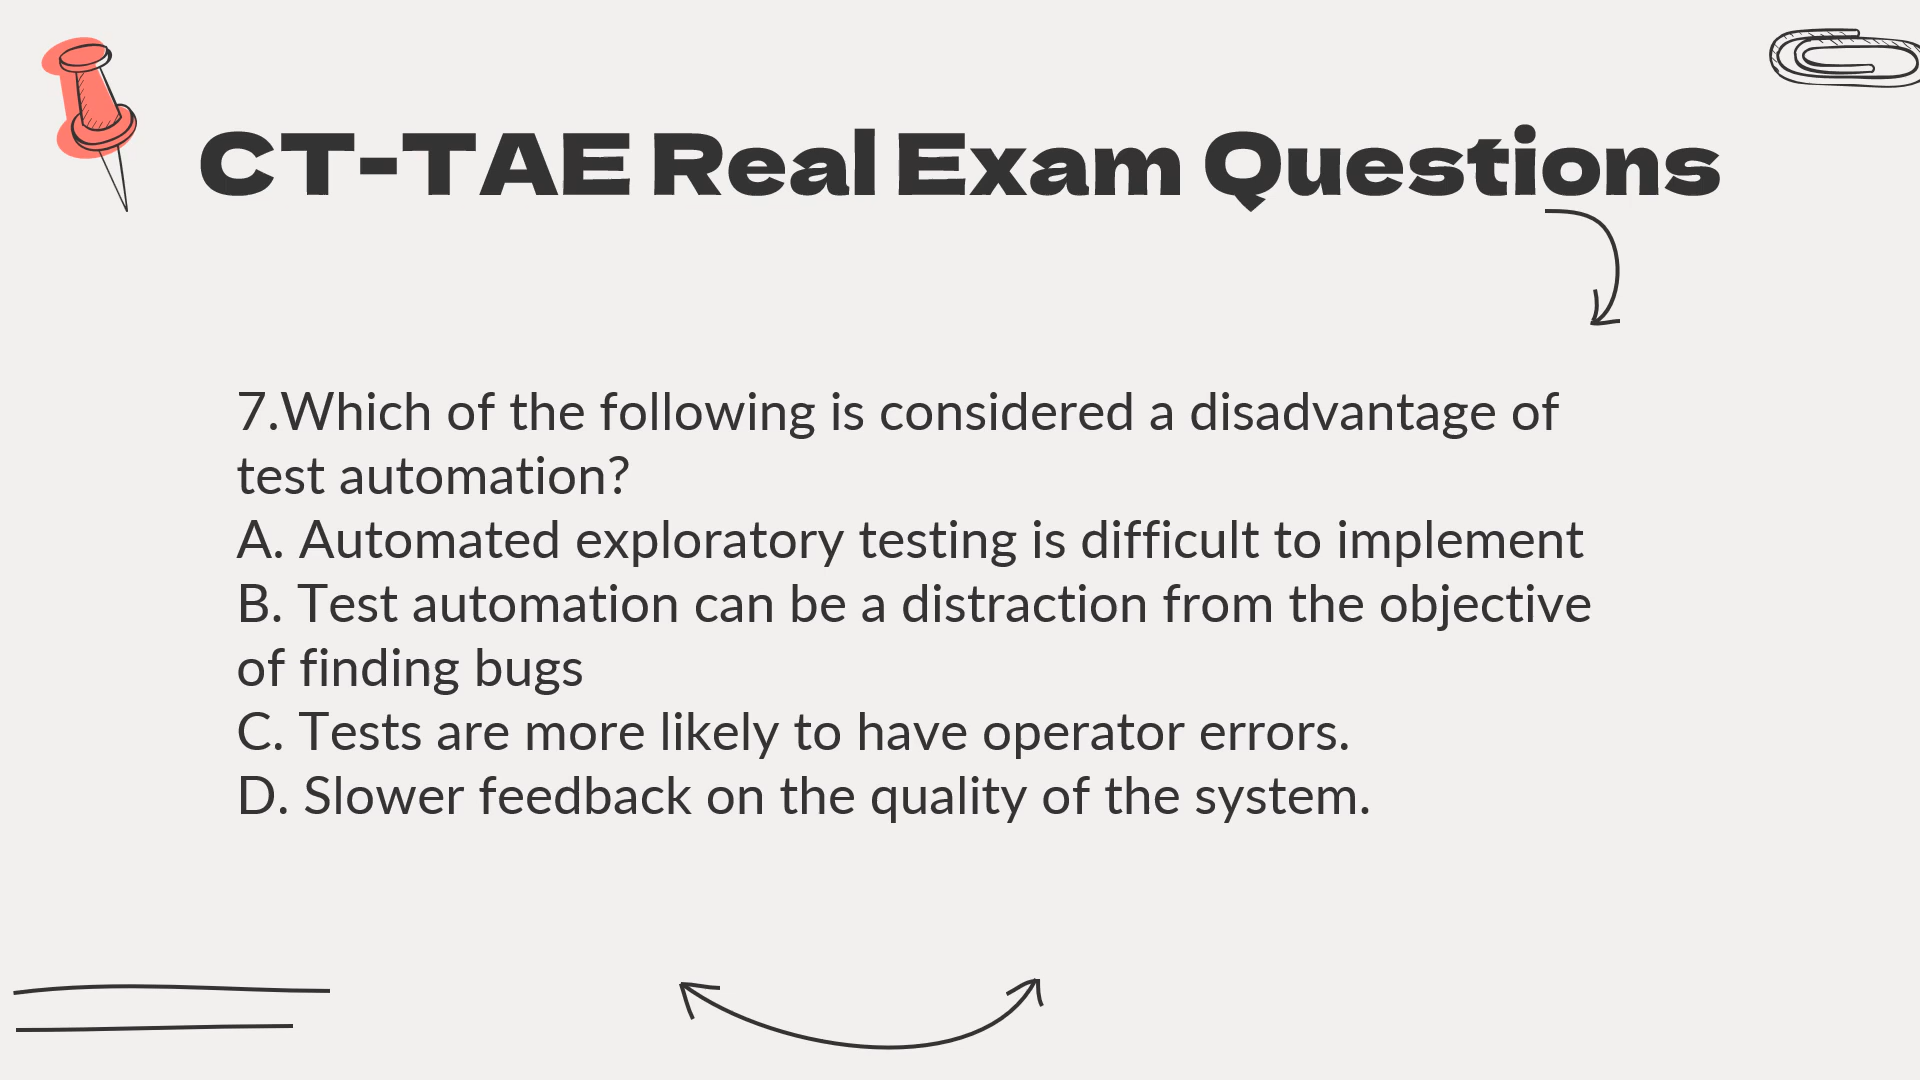 CT-TAE Real Exam Questions
7.Which of the following is considered a disadvantage of
test automation?
A. Automated exploratory testing is difficult to implement
B. Test automation can be a distraction from the objective
of finding bugs
C. Tests are more likely to have operator errors.
D. Slower feedback on the quality of the system.